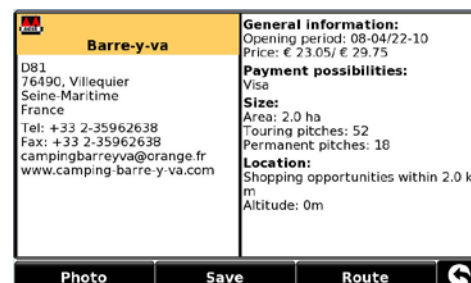 Barre-y-va
D81
76490, Villequier
Seine-Maritime
France
Tel: +33 2-35962638
Fax: +33 2-35962638
campingbarreyva@orange.fr
www.camping-barre-y-va.com
General information:
Opening period: 08-04/22-10
Price: € 23.05/ € 29.75
Payment possibilities:
Visa
Size:
Area: 2.0 ha
Touring pitches: 52
Permanent pitches: 18
Location:
Shopping opportunities within 2.0 k
m
Altitude: 0m
Photo
Save
Route